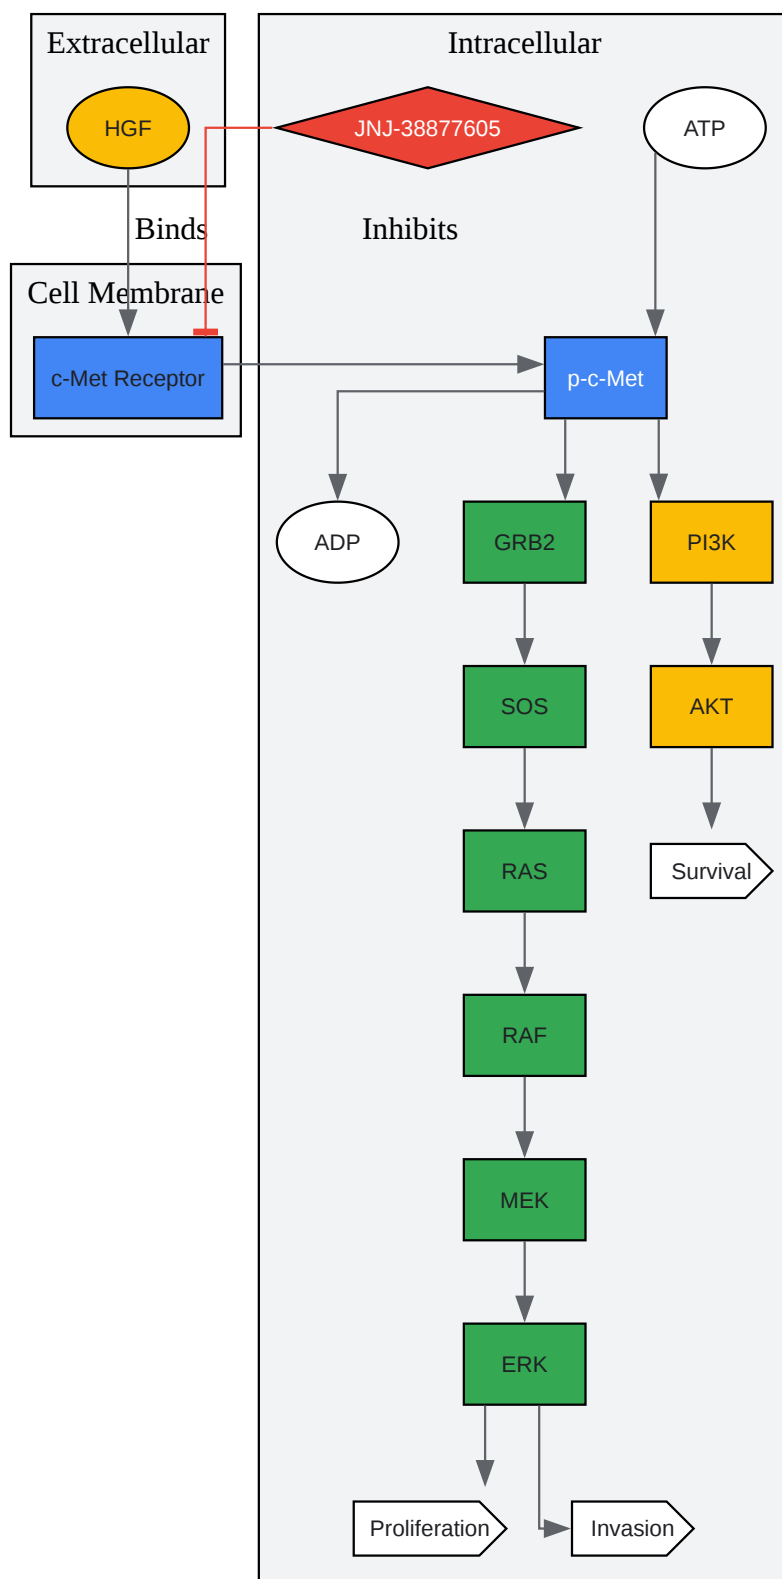 Extracellular
Intracellular
HGF
JNJ-38877605
ATP
Binds
Inhibits
Cell Membrane
c-Met Receptor
p-c-Met
ADP
GRB2
PI3K
SOS
AKT
RAS
Survival
RAF
MEK
ERK
Proliferation
Invasion